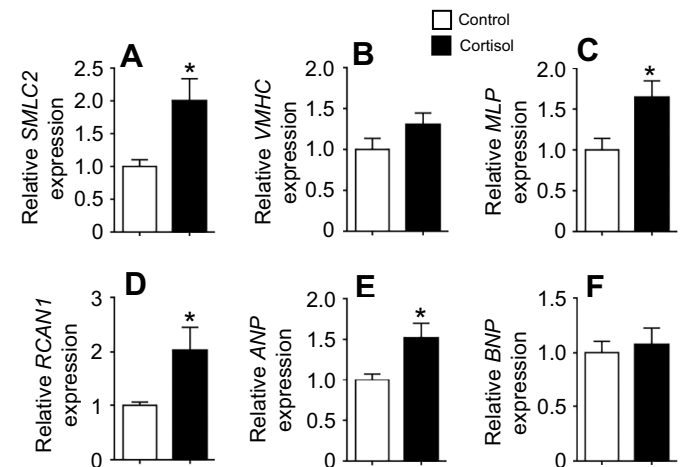 Control
Cortisol
A
Relative SMLC2
expression
2.5
2.0
1.5
1.0
0.5
0
*
B
Relative VMHC
expression
2.0
1.5
1.0
0.5
0
C
Relative MLP
expression
2.0
1.5
1.0
0.5
0
*
D
Relative RCAN1
expression
3
2
1
0
*
E
Relative ANP
expression
2.0
1.5
1.0
0.5
0
*
F
Relative BNP
expression
1.5
1.0
0.5
0